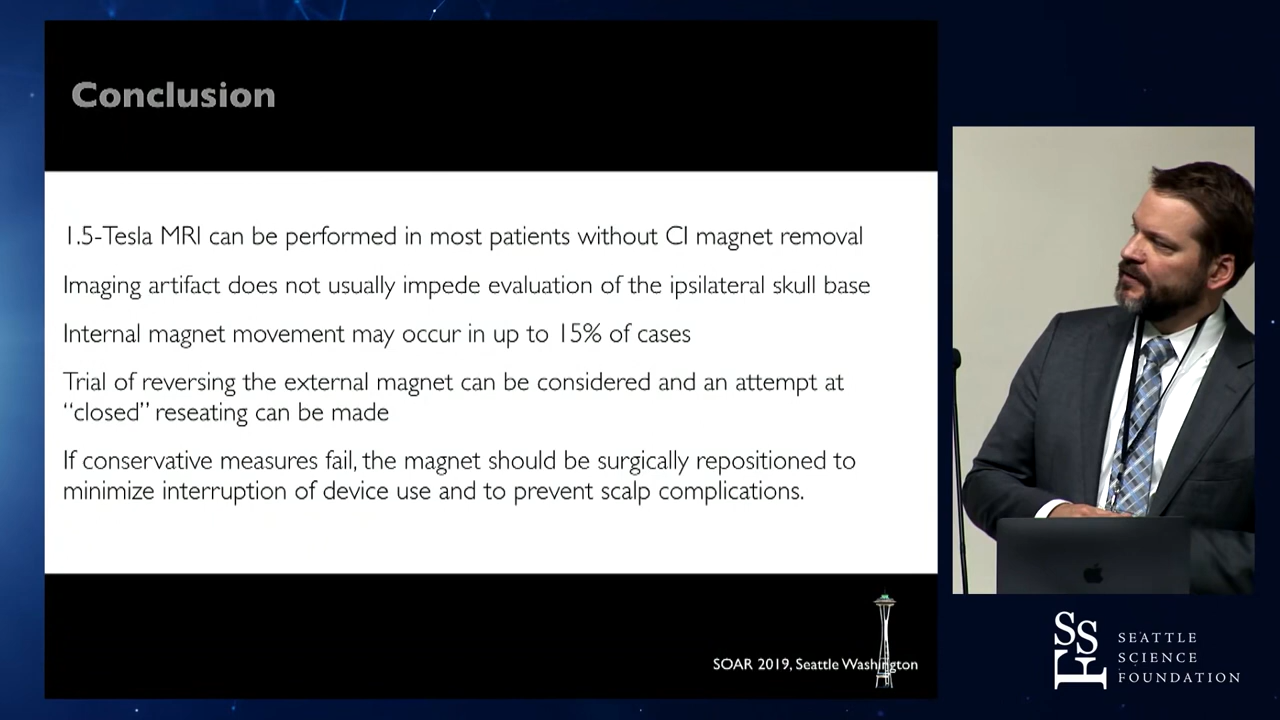 Conclusion
1.5-Tesla MRI can be performed in most patients without CI magnet removal
Imaging artifact does not usually impede evaluation of the ipsilateral skull base
Internal magnet movement may occur in up to 15% of cases
Trial of reversing the external magnet can be considered and an attempt at
“closed” reseating can be made
If conservative measures fail, the magnet should be surgically repositioned to
minimize interruption of device use and to prevent scalp complications.
SOAR 2019, Seattle Washington
SSF
SEATTLE
SCIENCE
FOUNDATION